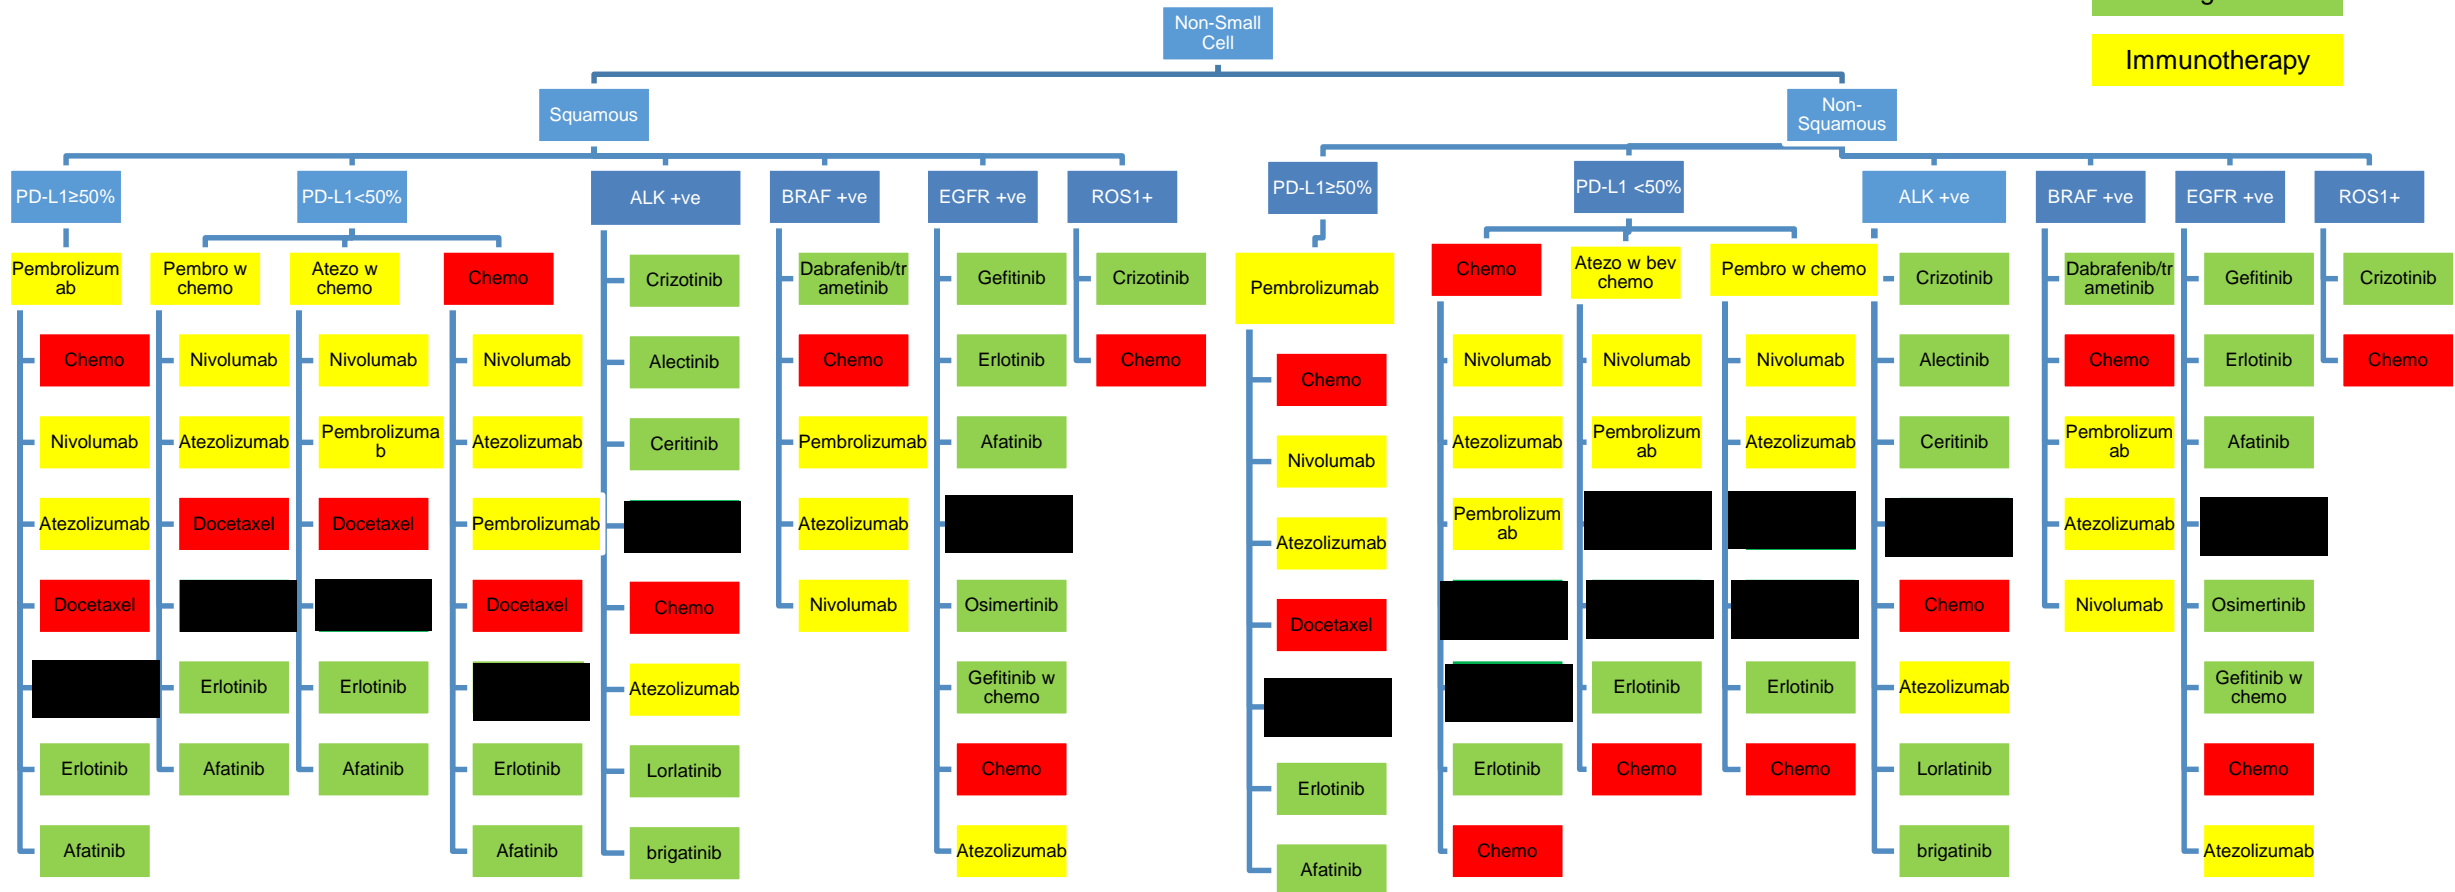 Non-Small
Cell
Immunotherapy
Squamous
Non-
Squamous
PD-L1≥50%
PD-L1<50%
ALK +ve
BRAF +ve
EGFR +ve
ROS1+
PD-L1≥50%
PD-L1 <50%
ALK +ve
BRAF +ve
EGFR +ve
ROS1+
Pembrolizum
ab
Chemo
Nivolumab
Atezolizumab
Docetaxel
Erlotinib
Afatinib
Pembro w
chemo
Nivolumab
Atezolizumab
Docetaxel
Erlotinib
Afatinib
Atezo w
chemo
Nivolumab
Pembrolizuma
b
Docetaxel
Erlotinib
Afatinib
Chemo
Nivolumab
Atezolizumab
Pembrolizumab
Docetaxel
Erlotinib
Afatinib
Crizotinib
Alectinib
Ceritinib
Chemo
Atezolizumab
Lorlatinib
brigatinib
Dabrafenib/tr
ametinib
Chemo
Pembrolizumab
Atezolizumab
Nivolumab
Gefitinib
Erlotinib
Afatinib
Osimertinib
Gefitinib w
chemo
Chemo
Atezolizumab
Crizotinib
Chemo
Pembrolizumab
Chemo
Nivolumab
Atezolizumab
Docetaxel
Erlotinib
Afatinib
Chemo
Nivolumab
Atezolizumab
Pembrolizum
ab
Erlotinib
Chemo
Atezo w bev
chemo
Nivolumab
Pembrolizum
ab
Erlotinib
Chemo
Pembro w chemo
Nivolumab
Atezolizumab
Erlotinib
Chemo
Crizotinib
Alectinib
Ceritinib
Chemo
Atezolizumab
Lorlatinib
brigatinib
Dabrafenib/tr
ametinib
Chemo
Pembrolizum
ab
Atezolizumab
Nivolumab
Gefitinib
Erlotinib
Afatinib
Osimertinib
Gefitinib w
chemo
Chemo
Atezolizumab
Crizotinib
Chemo